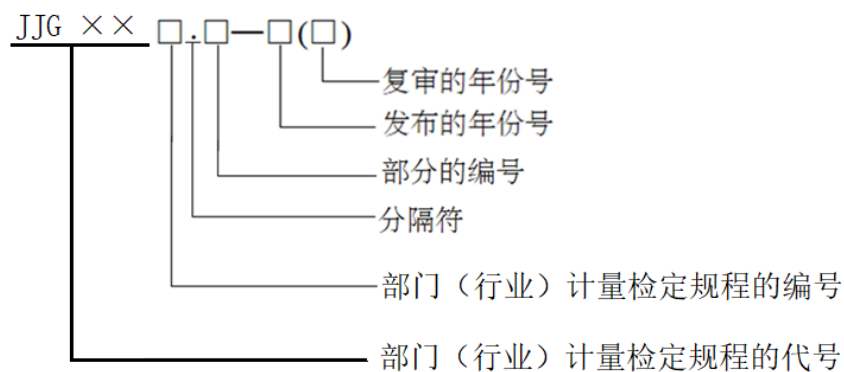 JJG ×× □.□—□(□)
复审的年份号
发布的年份号
部分的编号
分隔符
部门（行业）计量检定规程的编号
部门（行业）计量检定规程的代号